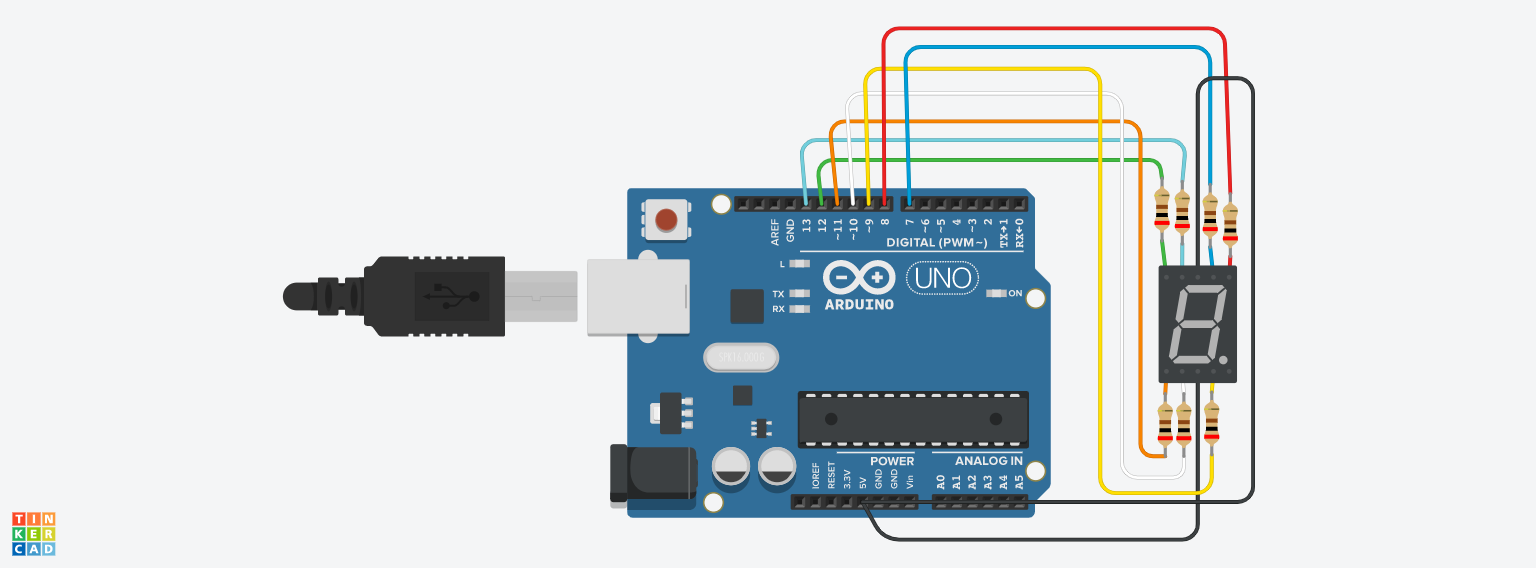 AREF
GND
13
12
~11
~10
~9
8
7
~6
~5
4
~3
2
TX→1
RX←0
DIGITAL (PWM~)
L
TX
RX
ARDUINO
UNO
ON
POWER
ANALOG IN
IOREF
RESET
3.3V
5V
GND
GND
Vin
A0
A1
A2
A3
A4
A5
TIN
KER
CAD